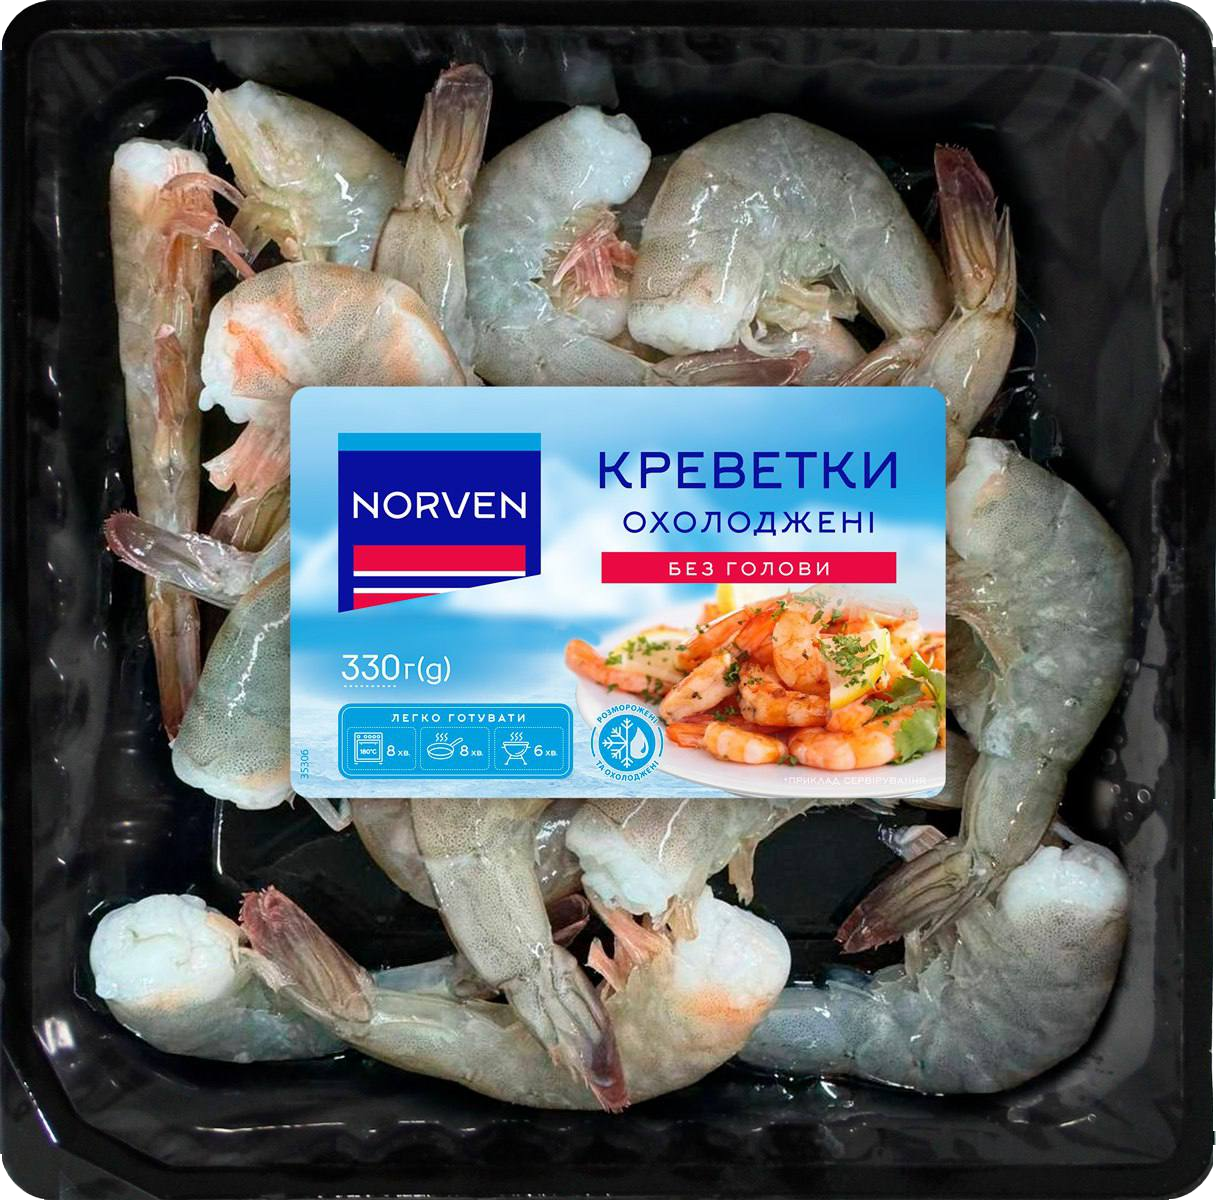 NORVEN
КРЕВЕТКИ
ОХОЛОДЖЕНІ
БЕЗ ГОЛОВИ
330г(g)
ЛЕГКО ГОТУВАТИ
180°C 8 хв. 8 хв. 6 хв.
РОЗМОРОЖЕНІ
ТА ОХОЛОДЖЕНІ
*ПРИКЛАД СЕРВІРУВАННЯ
35306